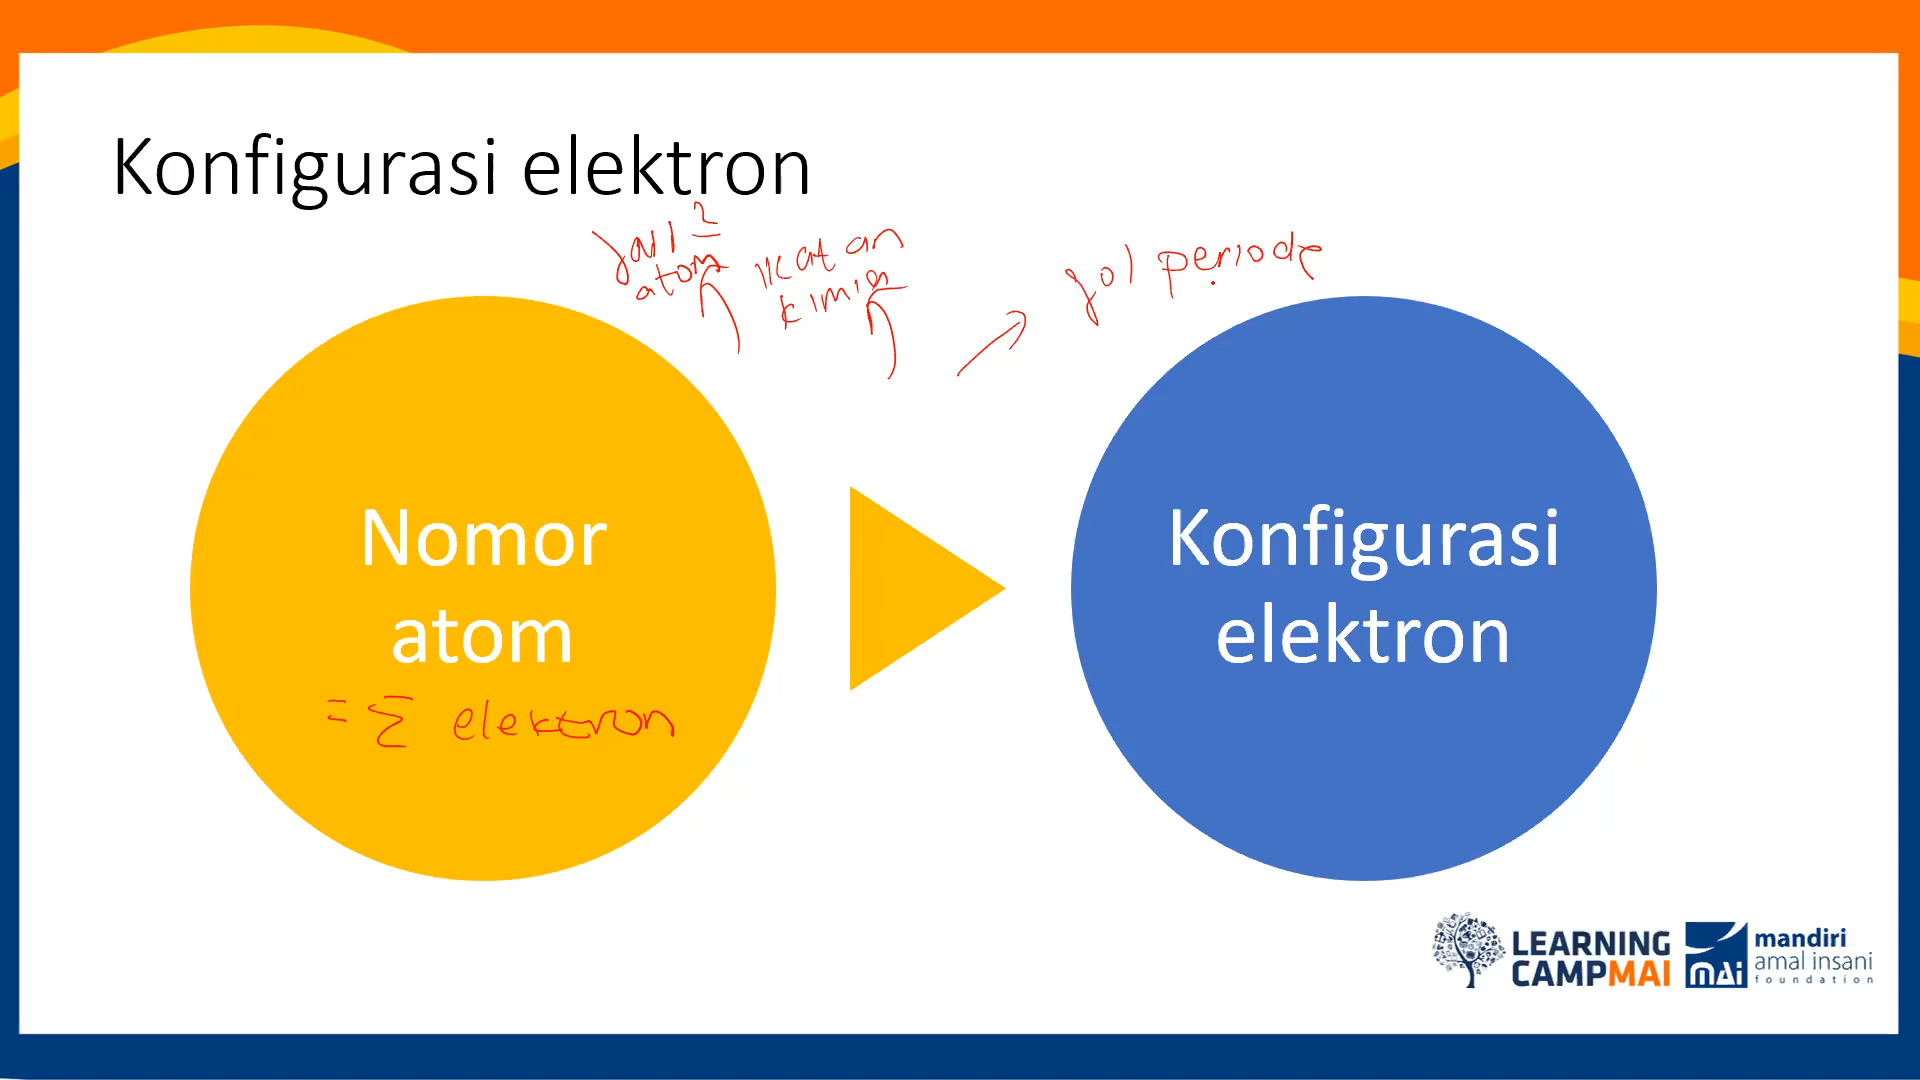 Konfigurasi elektron
jari²
atom
ikatan
kimia
gol periode
Nomor
atom
= Σ elektron
Konfigurasi
elektron
LEARNING
CAMPMAI
MAi
mandiri
amal insani
foundation